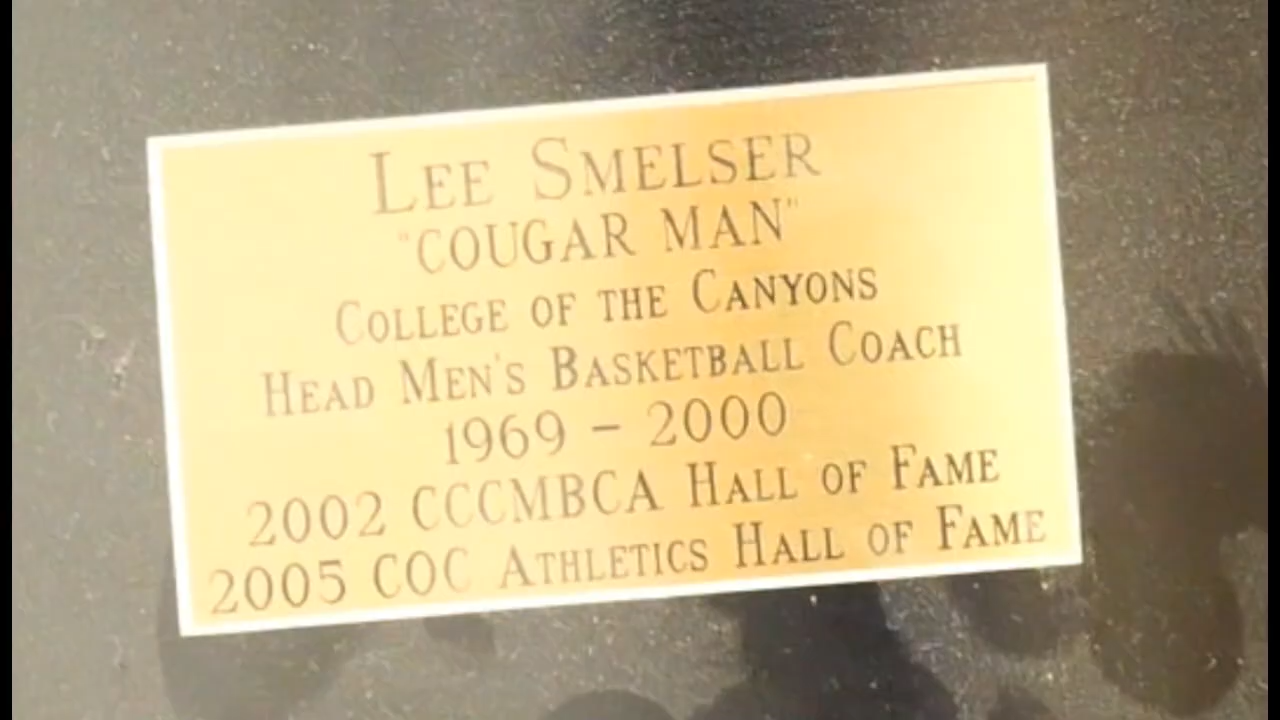 Lee Smelser
"COUGAR MAN"
College of the Canyons
Head Men's Basketball Coach
1969 – 2000
2002 CCCMBCA Hall of Fame
2005 COC Athletics Hall of Fame